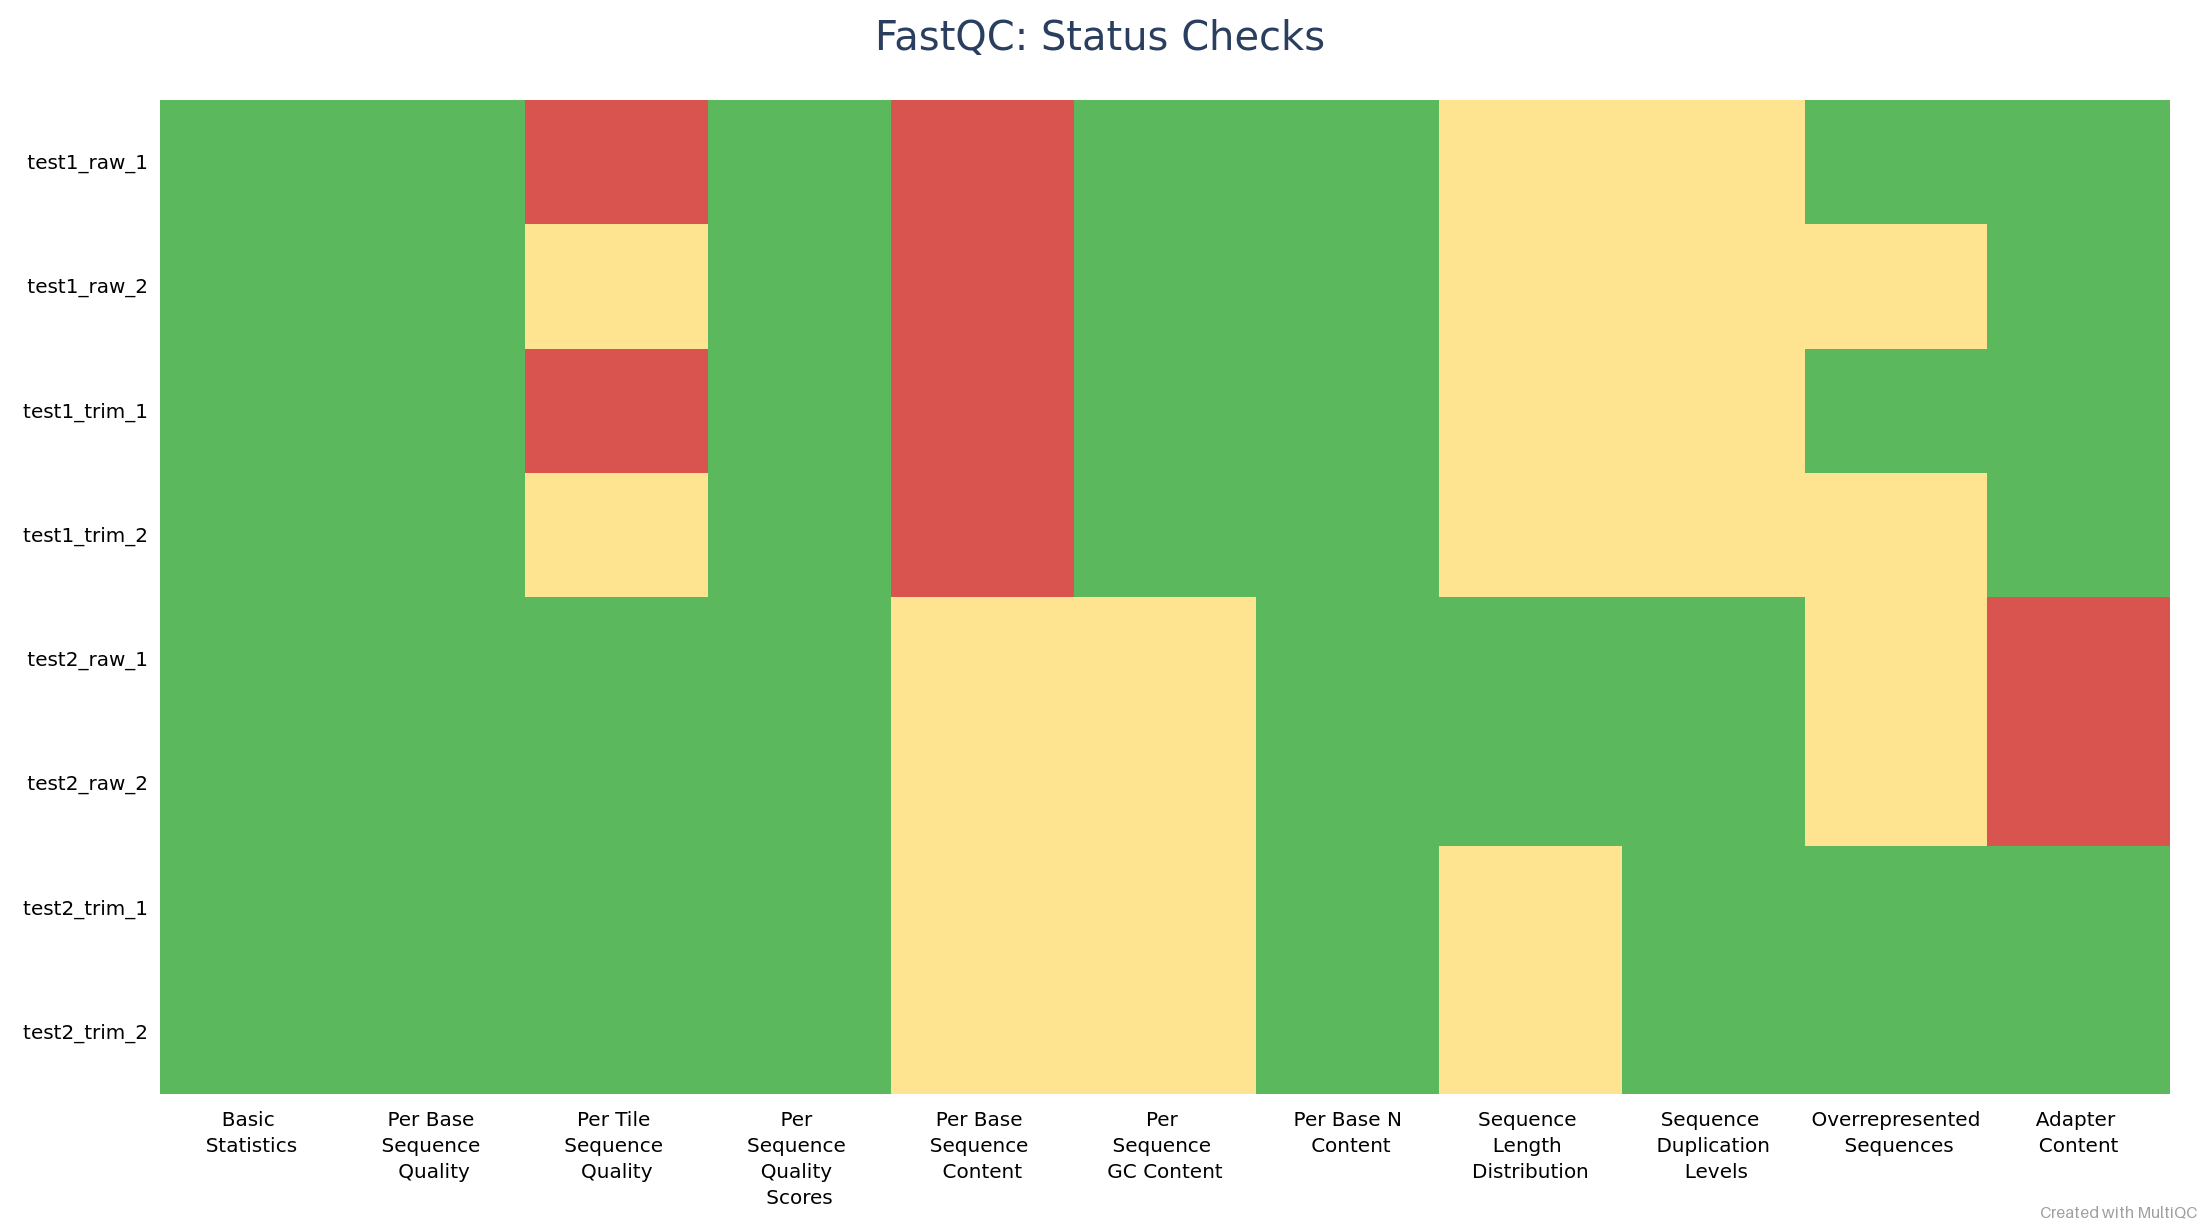 FastQC: Status Checks
test1_raw_1
test1_raw_2
test1_trim_1
test1_trim_2
test2_raw_1
test2_raw_2
test2_trim_1
test2_trim_2
Basic
Statistics
Per Base
Sequence
Quality
Per Tile
Sequence
Quality
Per
Sequence
Quality
Scores
Per Base
Sequence
Content
Per
Sequence
GC Content
Per Base N
Content
Sequence
Length
Distribution
Sequence
Duplication
Levels
Overrepresented
Sequences
Adapter
Content
Created with MultiQC